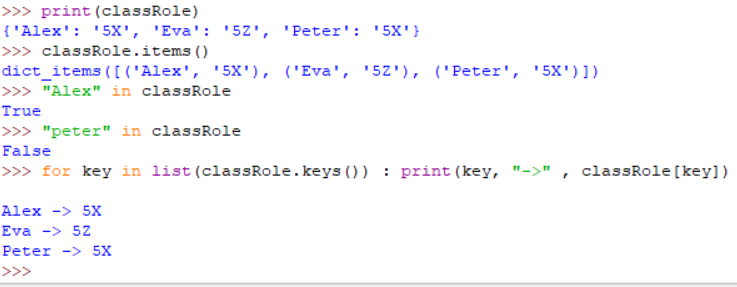 >>> print(classRole)
{'Alex': '5X', 'Eva': '5Z', 'Peter': '5X'}
>>> classRole.items()
dict_items([('Alex', '5X'), ('Eva', '5Z'), ('Peter', '5X')])
>>> "Alex" in classRole
True
>>> "peter" in classRole
False
>>> for key in list(classRole.keys()) : print(key, "->" , classRole[key])
Alex -> 5X
Eva -> 5Z
Peter -> 5X
>>>